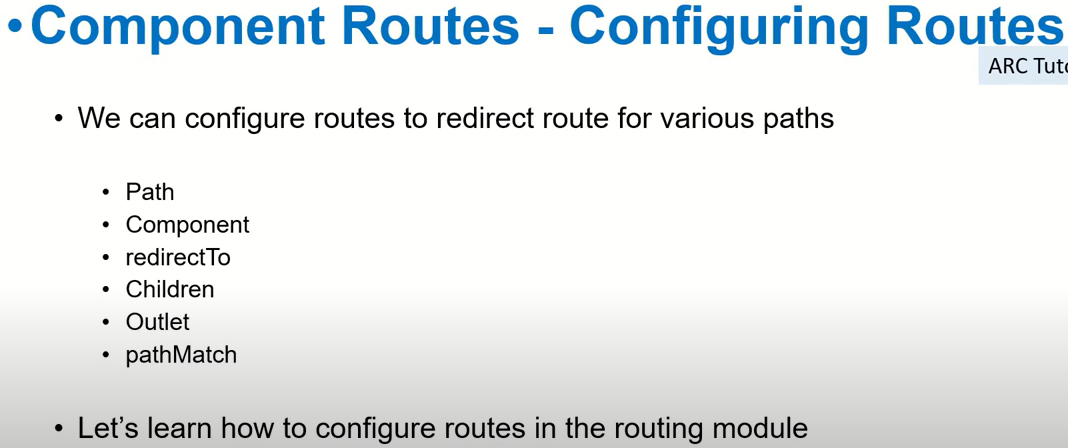 •Component Routes - Configuring Routes
ARC
• We can configure routes to redirect route for various paths
• Path
• Component
• redirectTo
• Children
• Outlet
• pathMatch
• Let’s learn how to configure routes in the routing module